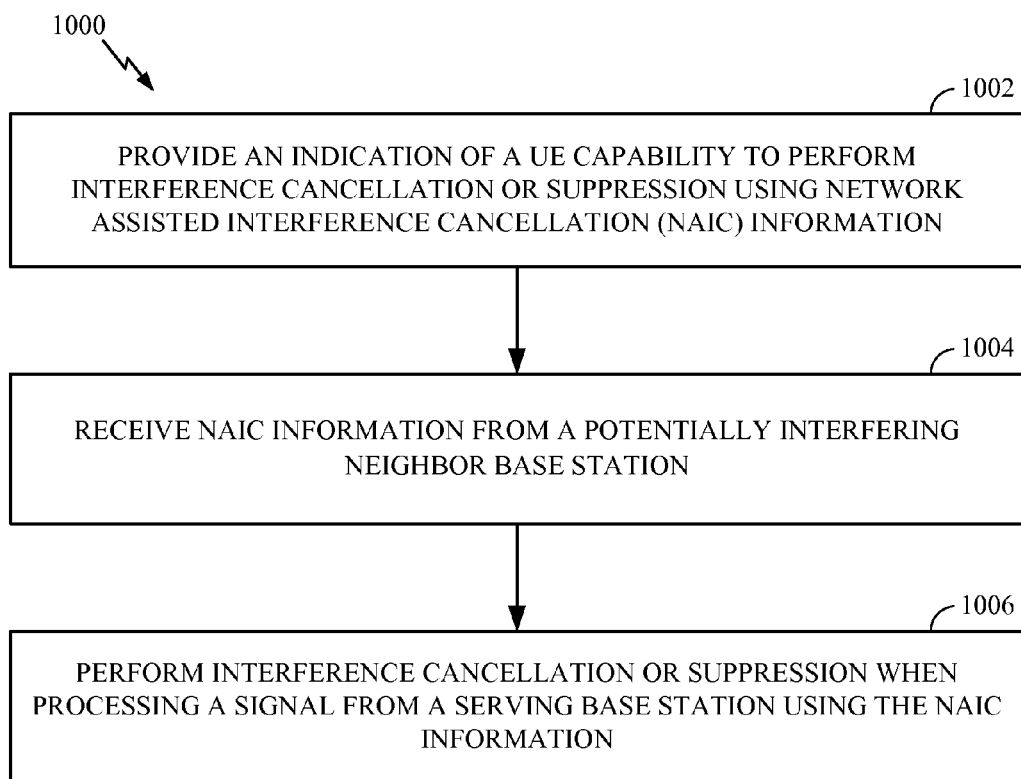 1000
1002
PROVIDE AN INDICATION OF A UE CAPABILITY TO PERFORM
INTERFERENCE CANCELLATION OR SUPPRESSION USING NETWORK
ASSISTED INTERFERENCE CANCELLATION (NAIC) INFORMATION
1004
RECEIVE NAIC INFORMATION FROM A POTENTIALLY INTERFERING
NEIGHBOR BASE STATION
1006
PERFORM INTERFERENCE CANCELLATION OR SUPPRESSION WHEN
PROCESSING A SIGNAL FROM A SERVING BASE STATION USING THE NAIC
INFORMATION